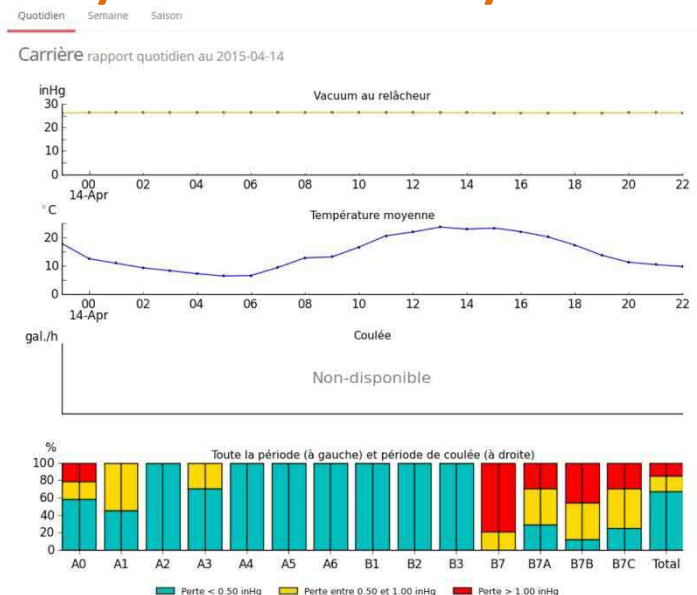 Quotidien Semaine Saison
Carrière rapport quotidien au 2015-04-14
inHg
Vacuum au relâcheur
30
20
10
0
00 02 04 06 08 10 12 14 16 18 20 22
14-Apr
°C
Température moyenne
20
10
0
00 02 04 06 08 10 12 14 16 18 20 22
14-Apr
gal./h
Coulée
Non-disponible
%
Toute la période (à gauche) et période de coulée (à droite)
100
80
60
40
20
0
A0 A1 A2 A3 A4 A5 A6 B1 B2 B3 B7 B7A B7B B7C Total
Perte < 0.50 inHg Perte entre 0.50 et 1.00 inHg Perte > 1.00 inHg